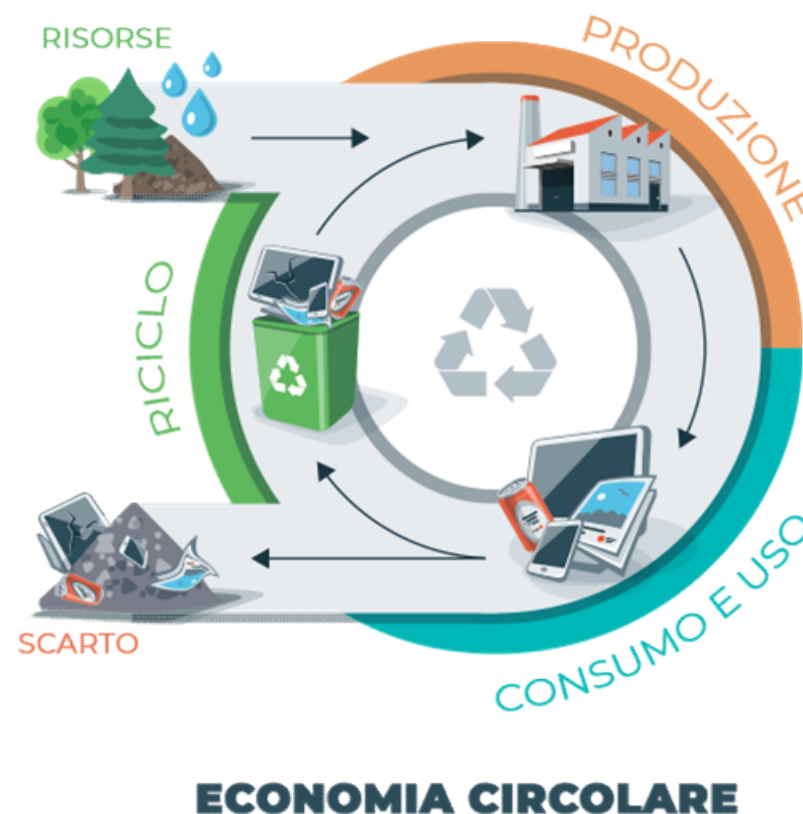 RISORSE
PRODUZIONE
RICICLO
CONSUMO E USO
SCARTO
ECONOMIA CIRCOLARE